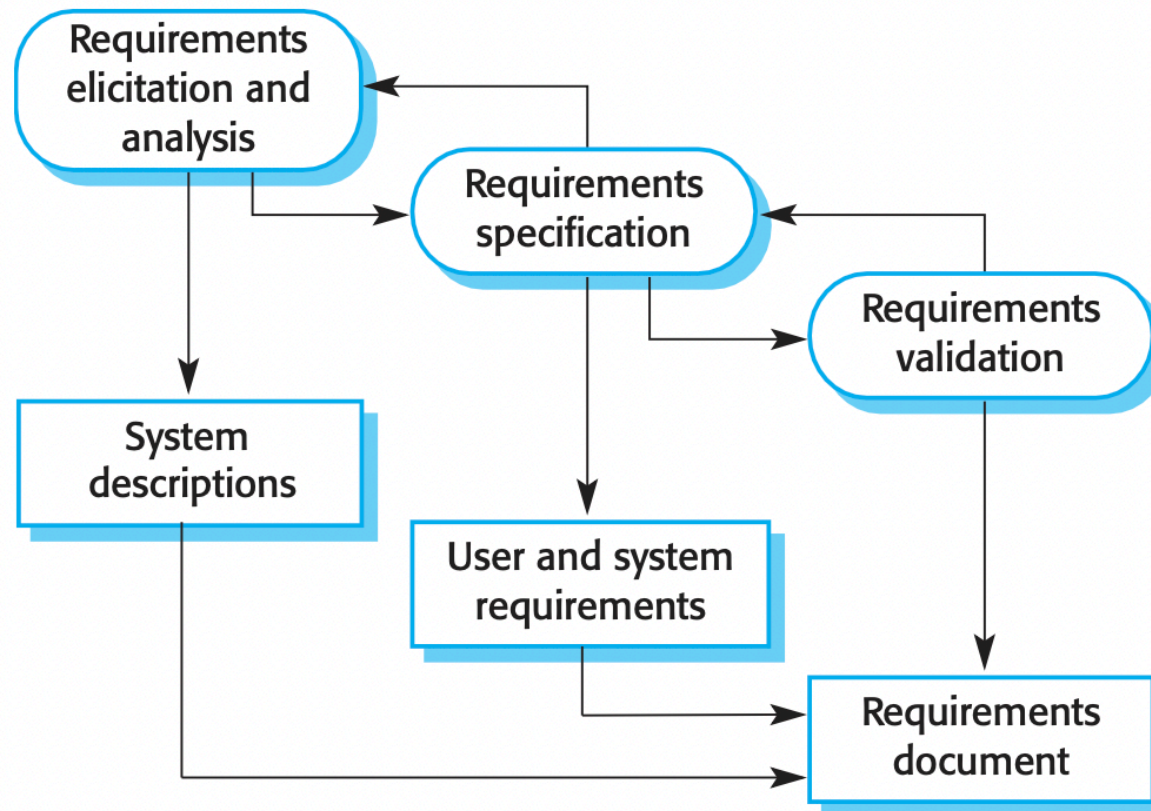 Requirements
elicitation and
analysis
Requirements
specification
Requirements
validation
System
descriptions
User and system
requirements
Requirements
document